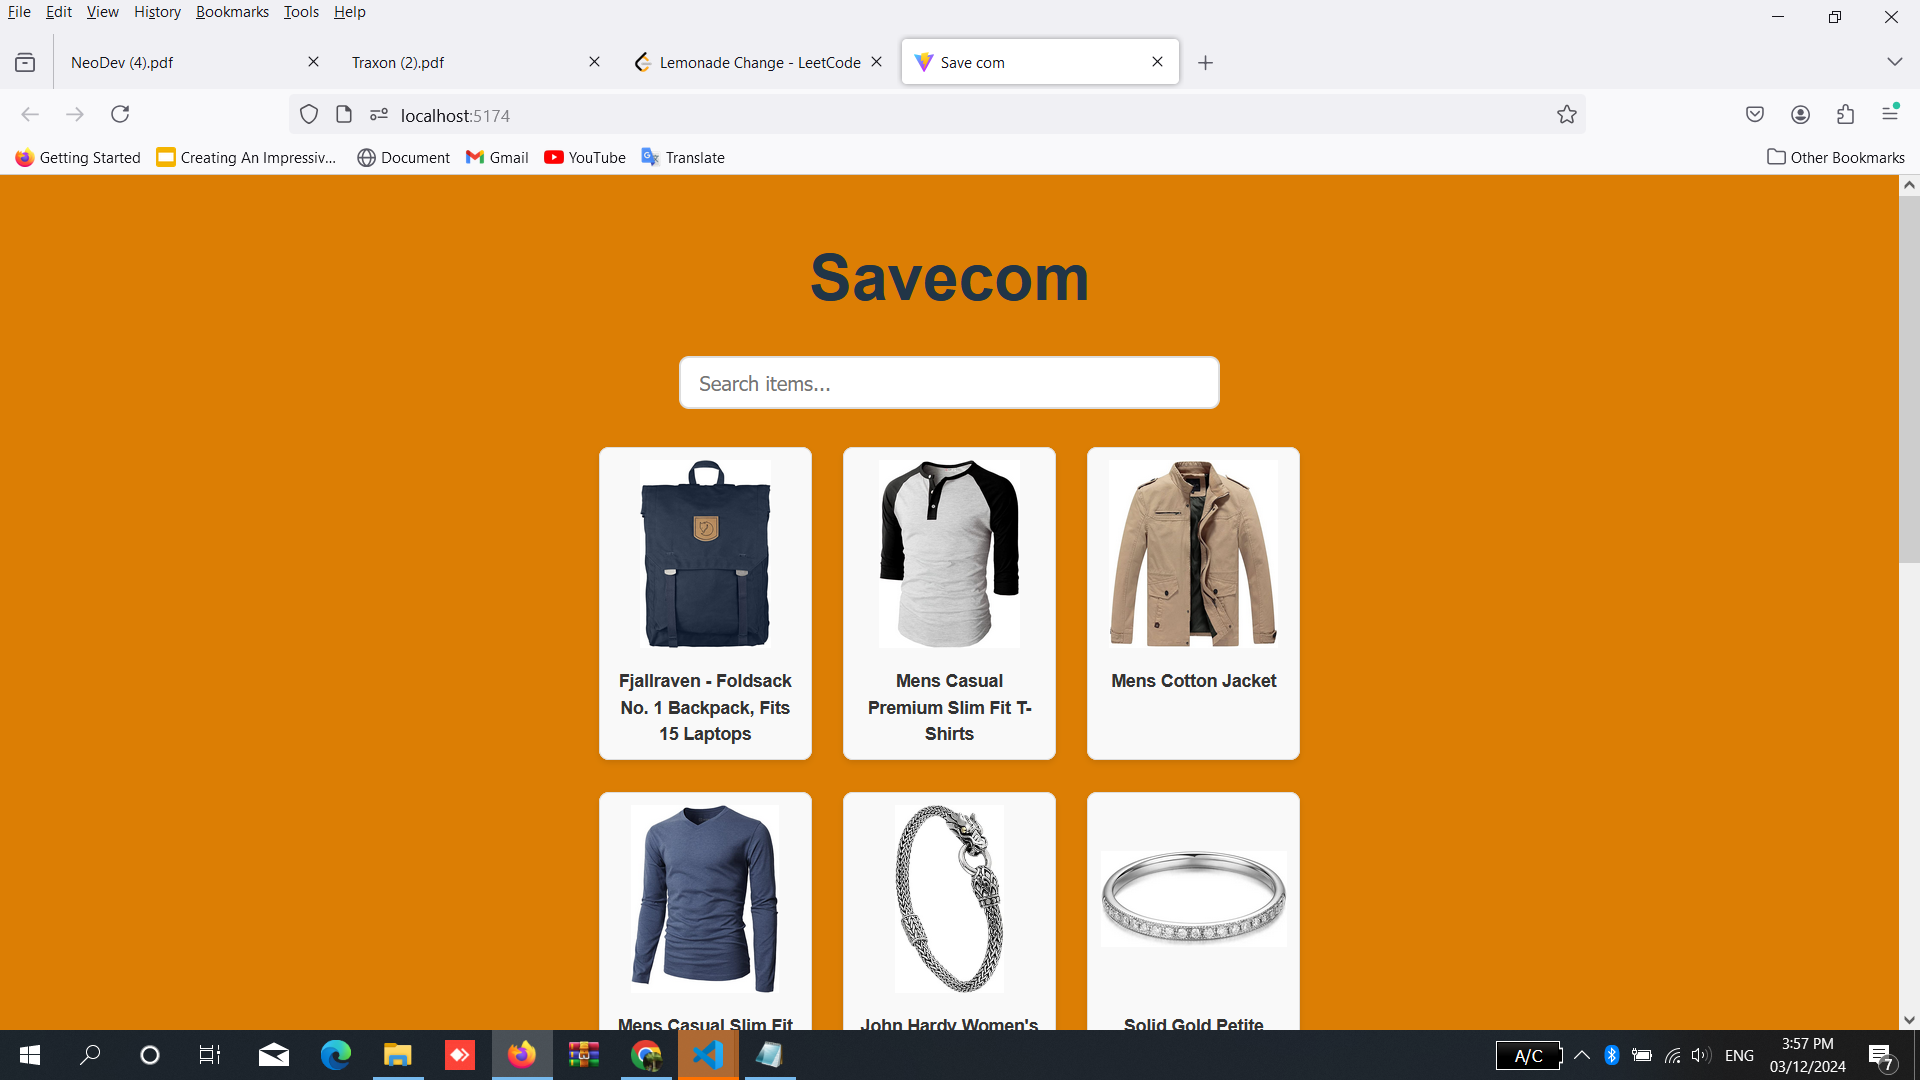 File Edit View History Bookmarks Tools Help
NeoDev (4).pdf
Traxon (2).pdf
Lemonade Change - LeetCode
Save com
localhost:5174
Getting Started
Creating An Impressiv...
Document
Gmail
YouTube
Translate
Other Bookmarks
Savecom
Search items...
Fjallraven - Foldsack
No. 1 Backpack, Fits
15 Laptops
Mens Casual
Premium Slim Fit T-
Shirts
Mens Cotton Jacket
Mens Casual Slim Fit
John Hardy Women's
Solid Gold Petite
A/C
ENG
3:57 PM
03/12/2024
7